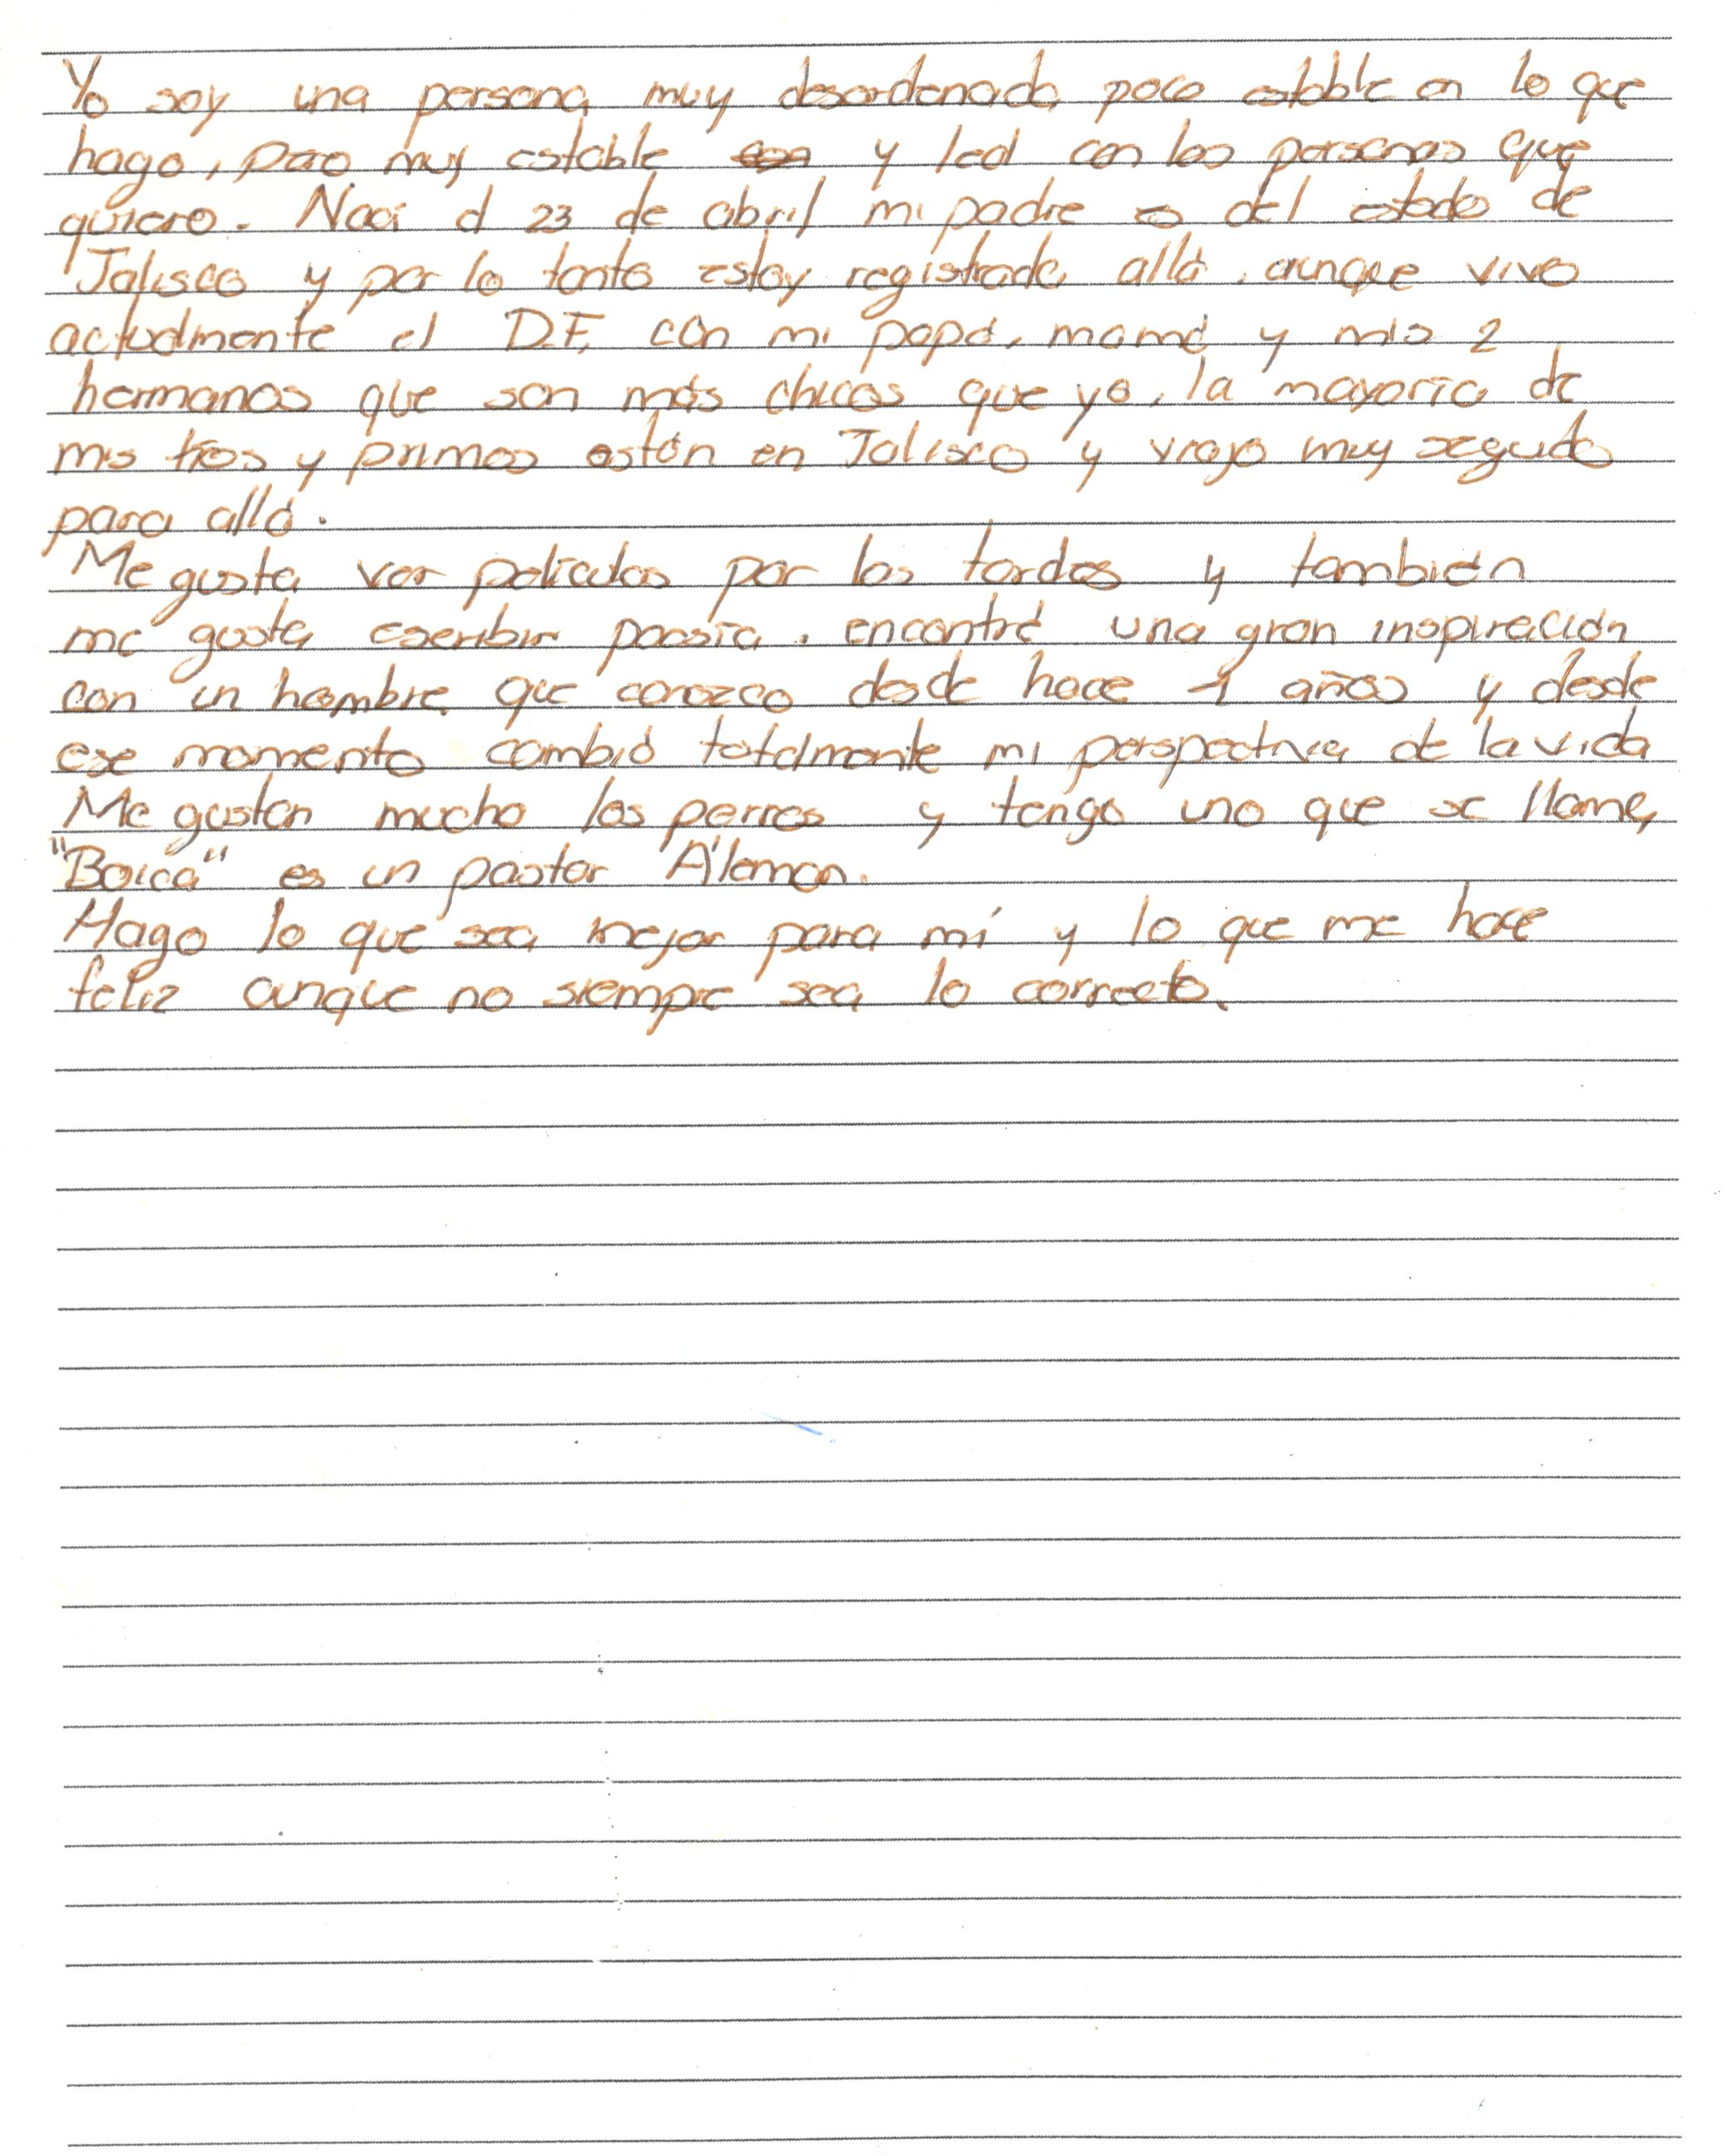 Yo soy una persona muy desordenada poco estable en lo que
hago, pero muy estable y leal con las personas que
quiero. Naci el 23 de abril mi padre es del estado de
Jalisco y por lo tanto estoy registrada allá, aunque vivo
actualmente el D.F. con mi papá, mamá y mis 2
hermanos que son más chicos que yo, la mayoría de
mis tíos y primos están en Jalisco y viajo muy seguido
para allá.
Me gusta ver películas por las tardes y también
me gusta escribir poesía, encontré una gran inspiración
con un hombre que conozco desde hace años y desde
ese momento cambió totalmente mi perspectiva de la vida
Me gustan mucho los perros y tengo uno que se llama
" " es un pastor Áleman.
Hago lo que sea mejor para mí y lo que me hace
feliz aunque no siempre sea lo correcto.